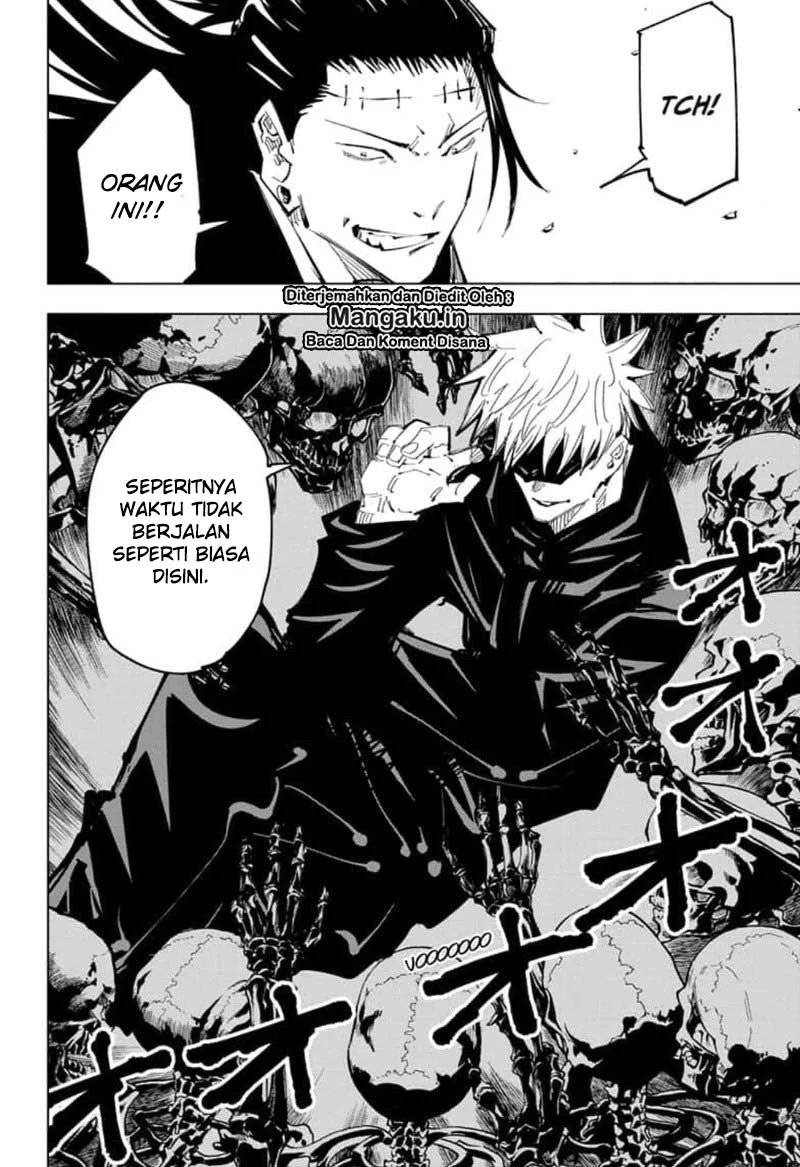 TCH!
ORANG
INI!!
Diterjemahkan dan Diedit Oleh :
Mangaku.in
Baca Dan Koment Disana
SEPERITNYA
WAKTU TIDAK
BERJALAN
SEPERTI BIASA
DISINI.
オ
オ
オ
オ
VOOOOOOO
オ
オ